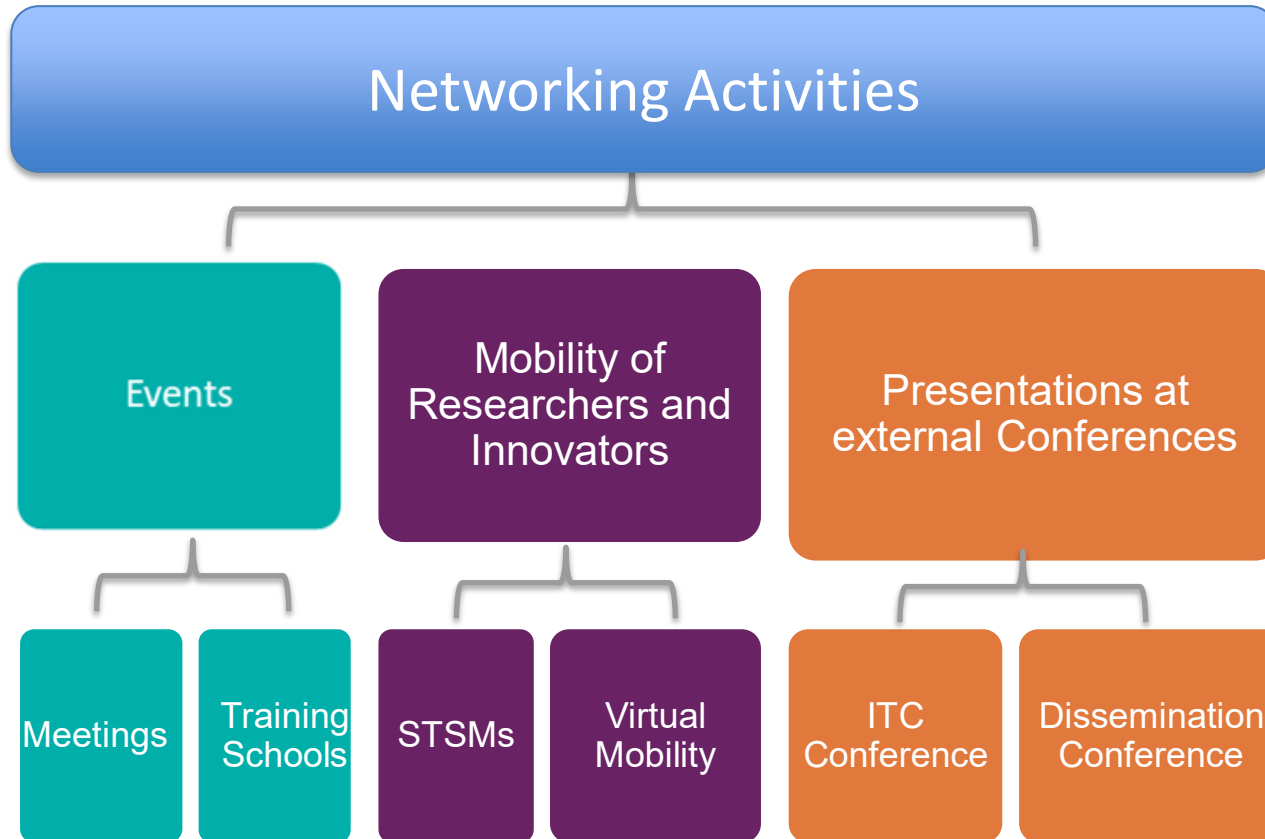 Networking Activities
Events
Mobility of
Researchers and
Innovators
Presentations at
external Conferences
Meetings
Training
Schools
STSMs
Virtual
Mobility
ITC
Conference
Dissemination
Conference